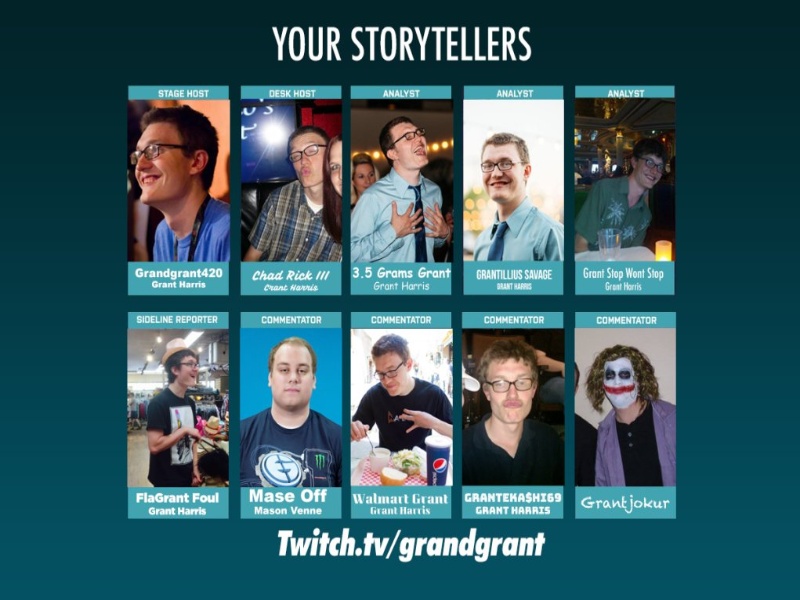 YOUR STORYTELLERS
STAGE HOST
DESK HOST
ANALYST
ANALYST
ANALYST
Grandgrant420
Grant Harris
Chad Rick III
Grant Harris
3.5 Grams Grant
Grant Harris
GRANTILLIUS SAVAGE
GRANT HARRIS
Grant Stop Wont Stop
Grant Harris
SIDELINE REPORTER
COMMENTATOR
COMMENTATOR
COMMENTATOR
COMMENTATOR
FlaGrant Foul
Grant Harris
Mase Off
Mason Venne
Walmart Grant
Grant Harris
GRANTEKA$HI69
GRANT HARRIS
Grantjokur
Twitch.tv/grandgrant